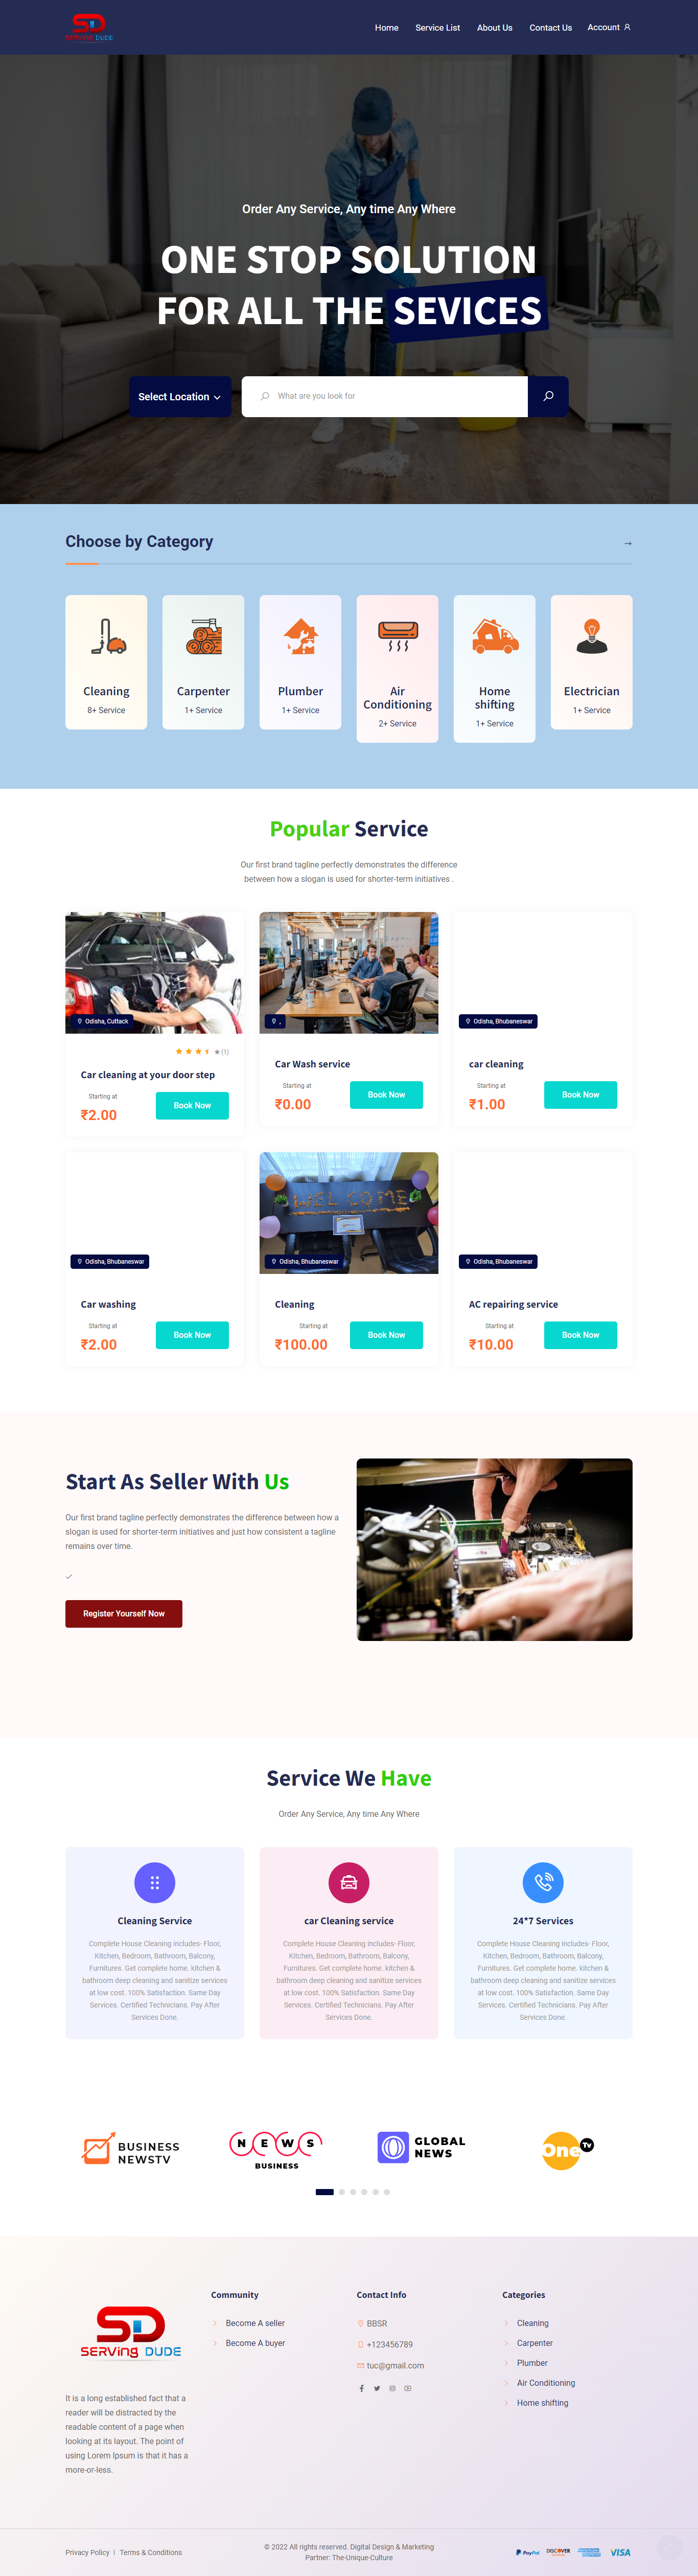 SD
SERVING DUDE
Home
Service List
About Us
Contact Us
Account
Order Any Service, Any time Any Where
ONE STOP SOLUTION
FOR ALL THE SEVICES
Select Location
What are you look for
Choose by Category
Cleaning
8+ Service
Carpenter
1+ Service
Plumber
1+ Service
Air
Conditioning
2+ Service
Home
shifting
1+ Service
Electrician
1+ Service
Popular Service
Our first brand tagline perfectly demonstrates the difference
between how a slogan is used for shorter-term initiatives .
Odisha, Cuttack
(1)
Car cleaning at your door step
Starting at
₹2.00
Book Now
,
Car Wash service
Starting at
₹0.00
Book Now
Odisha, Bhubaneswar
car cleaning
Starting at
₹1.00
Book Now
Odisha, Bhubaneswar
Car washing
Starting at
₹2.00
Book Now
WELCOME
Odisha, Bhubaneswar
Cleaning
Starting at
₹100.00
Book Now
Odisha, Bhubaneswar
AC repairing service
Starting at
₹10.00
Book Now
Start As Seller With Us
Our first brand tagline perfectly demonstrates the difference between how a
slogan is used for shorter-term initiatives and just how consistent a tagline
remains over time.
Register Yourself Now
Service We Have
Order Any Service, Any time Any Where
Cleaning Service
Complete House Cleaning includes- Floor,
Kitchen, Bedroom, Bathroom, Balcony,
Furnitures. Get complete home. kitchen &
bathroom deep cleaning and sanitize services
at low cost. 100% Satisfaction. Same Day
Services. Certified Technicians. Pay After
Services Done.
car Cleaning service
Complete House Cleaning includes- Floor,
Kitchen, Bedroom, Bathroom, Balcony,
Furnitures. Get complete home. kitchen &
bathroom deep cleaning and sanitize services
at low cost. 100% Satisfaction. Same Day
Services. Certified Technicians. Pay After
Services Done.
24*7 Services
Complete House Cleaning includes- Floor,
Kitchen, Bedroom, Bathroom, Balcony,
Furnitures. Get complete home. kitchen &
bathroom deep cleaning and sanitize services
at low cost. 100% Satisfaction. Same Day
Services. Certified Technicians. Pay After
Services Done.
BUSINESS
NEWSTV
NEWS
BUSINESS
GLOBAL
NEWS
One TV
SD
SERVING DUDE
It is a long established fact that a
reader will be distracted by the
readable content of a page when
looking at its layout. The point of
using Lorem Ipsum is that it has a
more-or-less.
Community
Become A seller
Become A buyer
Contact Info
BBSR
+123456789
tuc@gmail.com
Categories
Cleaning
Carpenter
Plumber
Air Conditioning
Home shifting
Privacy Policy | Terms & Conditions
© 2022 All rights reserved. Digital Design & Marketing
Partner: The-Unique-Culture
PayPal
DISCOVER
AMERICAN EXPRESS
VISA